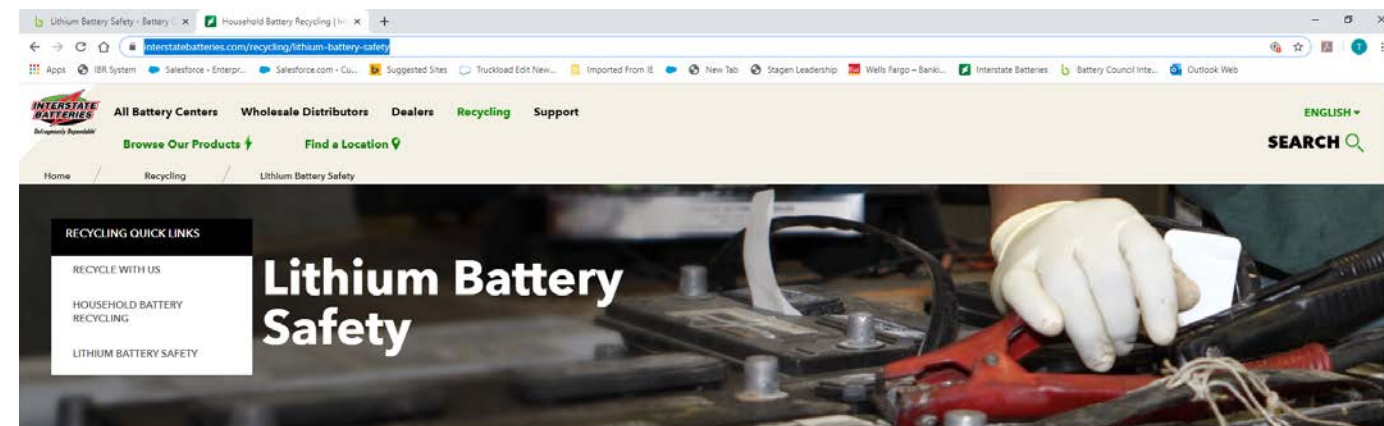 Lithium Battery Safety - Battery C
Household Battery Recycling | In
interstatebatteries.com/recycling/lithium-battery-safety
Apps IBR System Salesforce - Enterpr... Salesforce.com - Cu... Suggested Sites Truckload Edit New... Imported From IE New Tab Stagen Leadership Wells Fargo – Banki... Interstate Batteries Battery Council Inte... Outlook Web
INTERSTATE
BATTERIES
Outrageously Dependable
All Battery Centers Wholesale Distributors Dealers Recycling Support
ENGLISH
Browse Our Products Find a Location
SEARCH
Home / Recycling / Lithium Battery Safety
RECYCLING QUICK LINKS
RECYCLE WITH US
HOUSEHOLD BATTERY
RECYCLING
LITHIUM BATTERY SAFETY
Lithium Battery
Safety